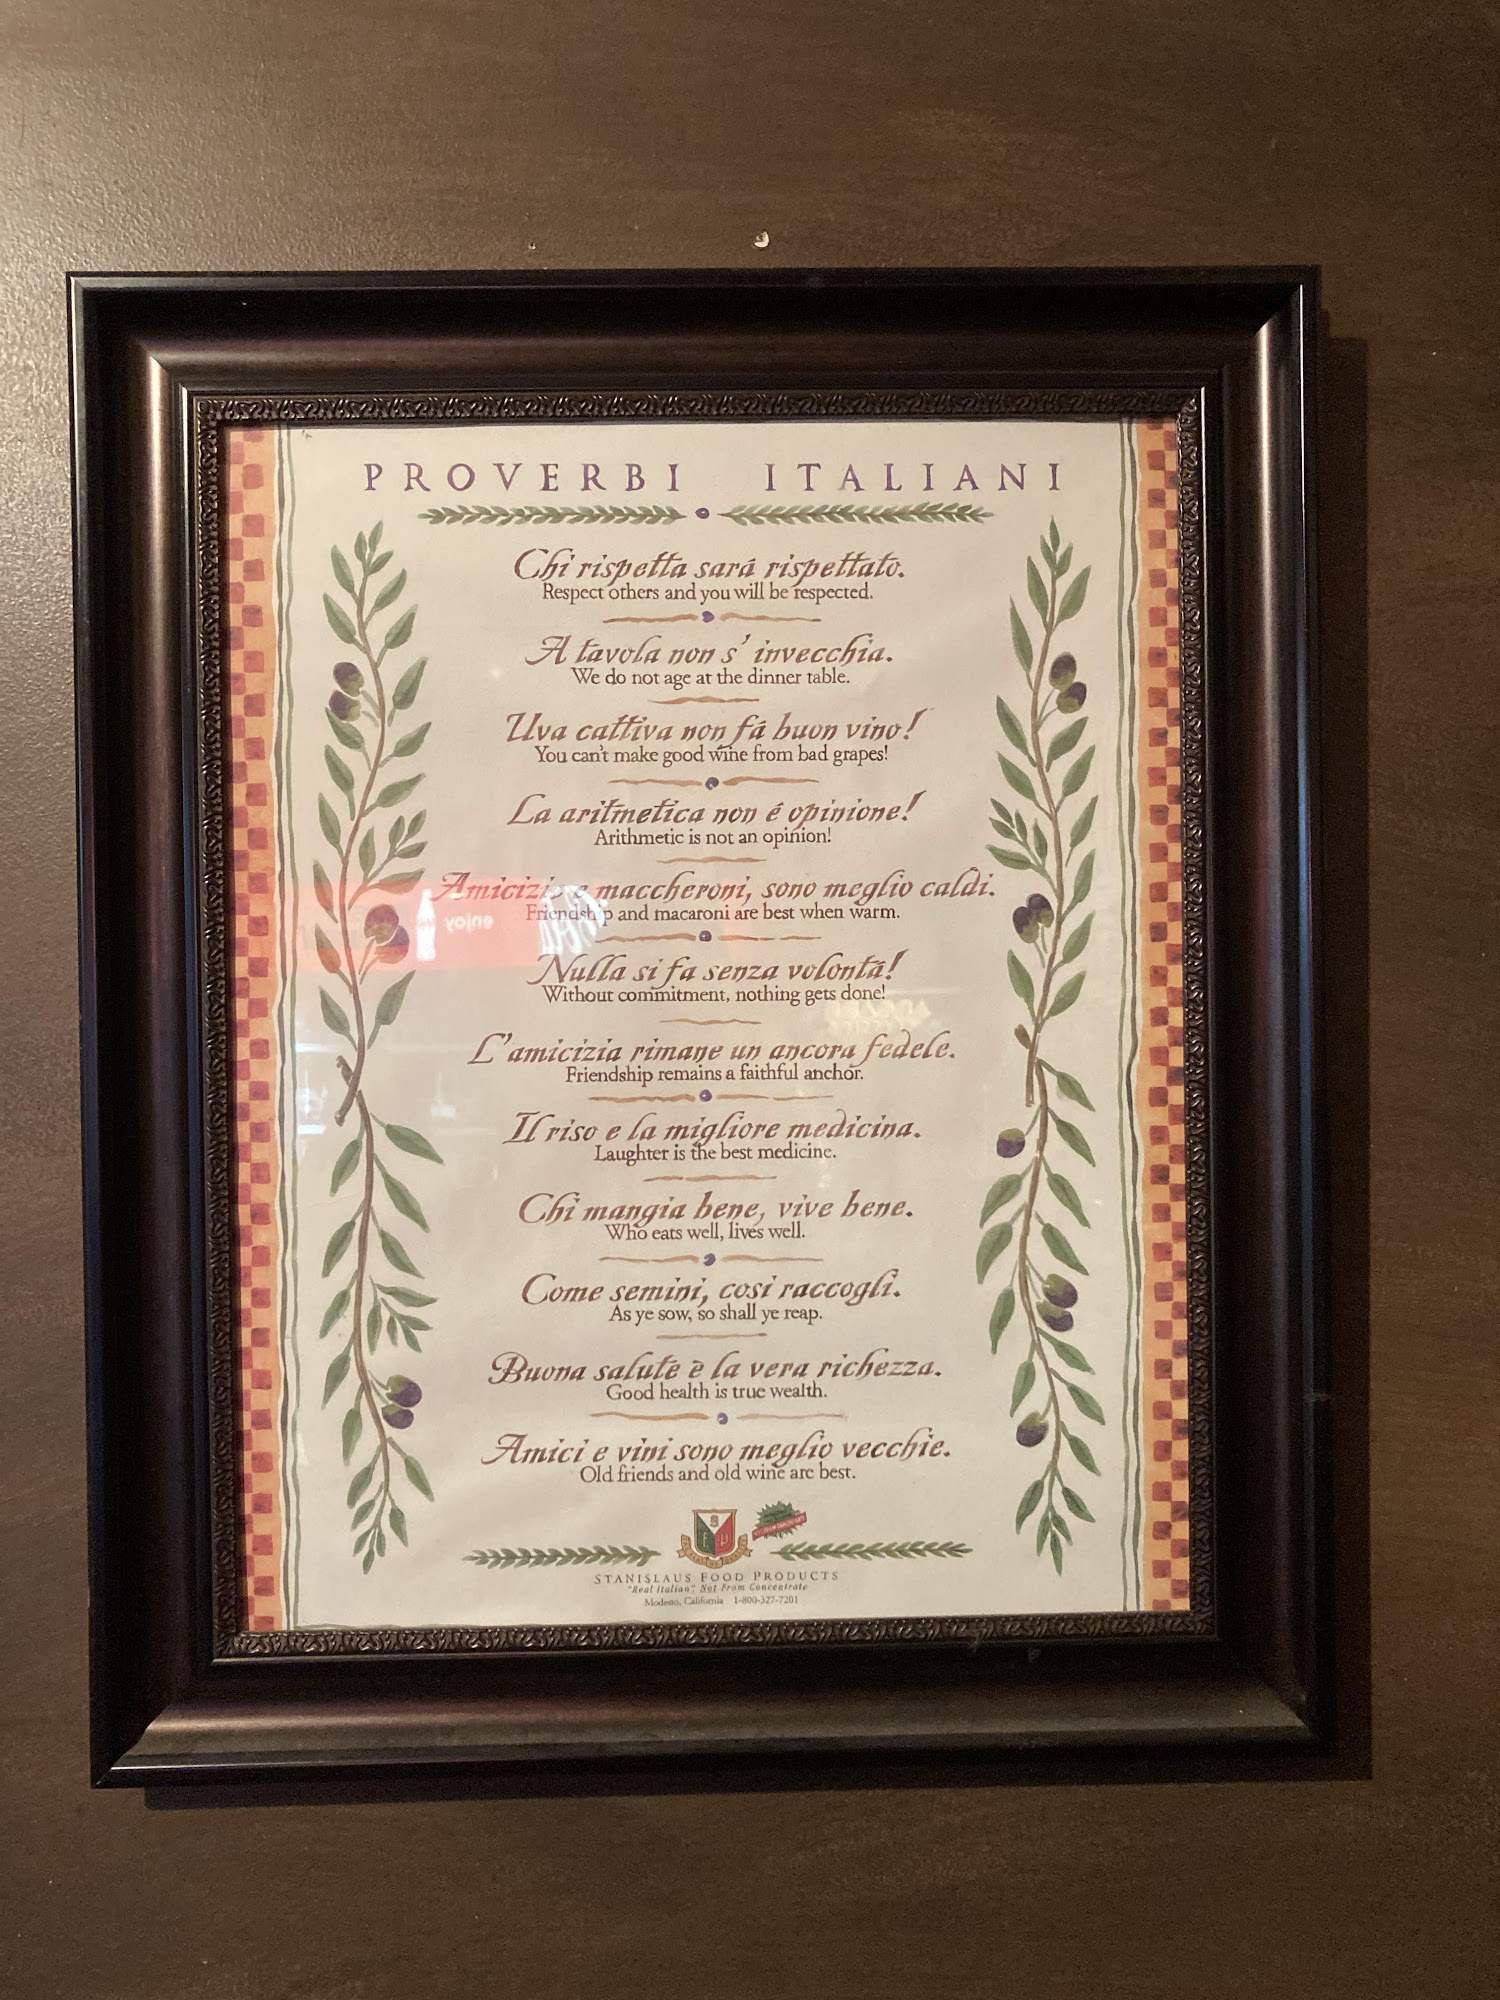 PROVERBI ITALIANI
Chi rispetta sará rispettato.
Respect others and you will be respected.
A tavola non s' invecchia.
We do not age at the dinner table.
Uva cattiva non fá buon vino!
You can't make good wine from bad grapes!
La aritmetica non é opinione!
Arithmetic is not an opinion!
Amicizia e maccheroni, sono meglio caldi.
Friendship and macaroni are best when warm.
enjoy
Nulla si fa senza volontá!
Without commitment, nothing gets done!
L'amicizia rimane un ancora fedele.
Friendship remains a faithful anchor.
Il riso e la migliore medicina.
Laughter is the best medicine.
Chi mangia bene, vive bene.
Who eats well, lives well.
Come semini, cosi raccogli.
As ye sow, so shall ye reap.
Buona salute è la vera richezza.
Good health is true wealth.
Amici e vini sono meglio vecchie.
Old friends and old wine are best.
STANISLAUS FOOD PRODUCTS
"Real Italian", Not From Concentrate
Modesto, California 1-800-327-7201